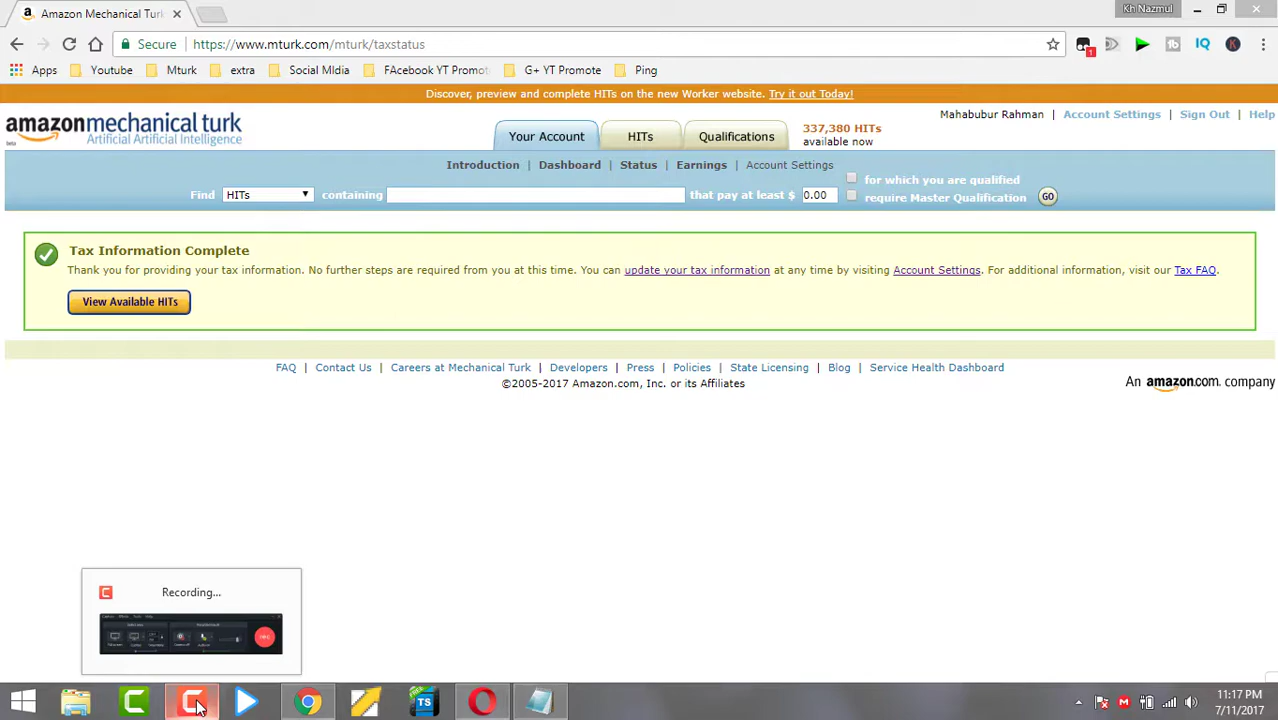 Amazon Mechanical Turk
Kh Nazmul
Secure https://www.mturk.com/mturk/taxstatus
1
Apps Youtube Mturk extra Social MIdia FAcebook YT Promot G+ YT Promote Ping
Discover, preview and complete HITs on the new Worker website. Try it out Today!
amazonmechanical turk
beta
Artificial Artificial Intelligence
Your Account HITs Qualifications
337,380 HITs
available now
Mahabubur Rahman Account Settings | Sign Out | Help
Introduction | Dashboard | Status | Earnings | Account Settings
Find HITs containing that pay at least $ 0.00
for which you are qualified
require Master Qualification
GO
Tax Information Complete
Thank you for providing your tax information. No further steps are required from you at this time. You can update your tax information at any time by visiting Account Settings. For additional information, visit our Tax FAQ.
View Available HITs
FAQ | Contact Us | Careers at Mechanical Turk | Developers | Press | Policies | State Licensing | Blog | Service Health Dashboard
©2005-2017 Amazon.com, Inc. or its Affiliates
An amazon.com. company
Recording...
rec
TS
11:17 PM
7/11/2017